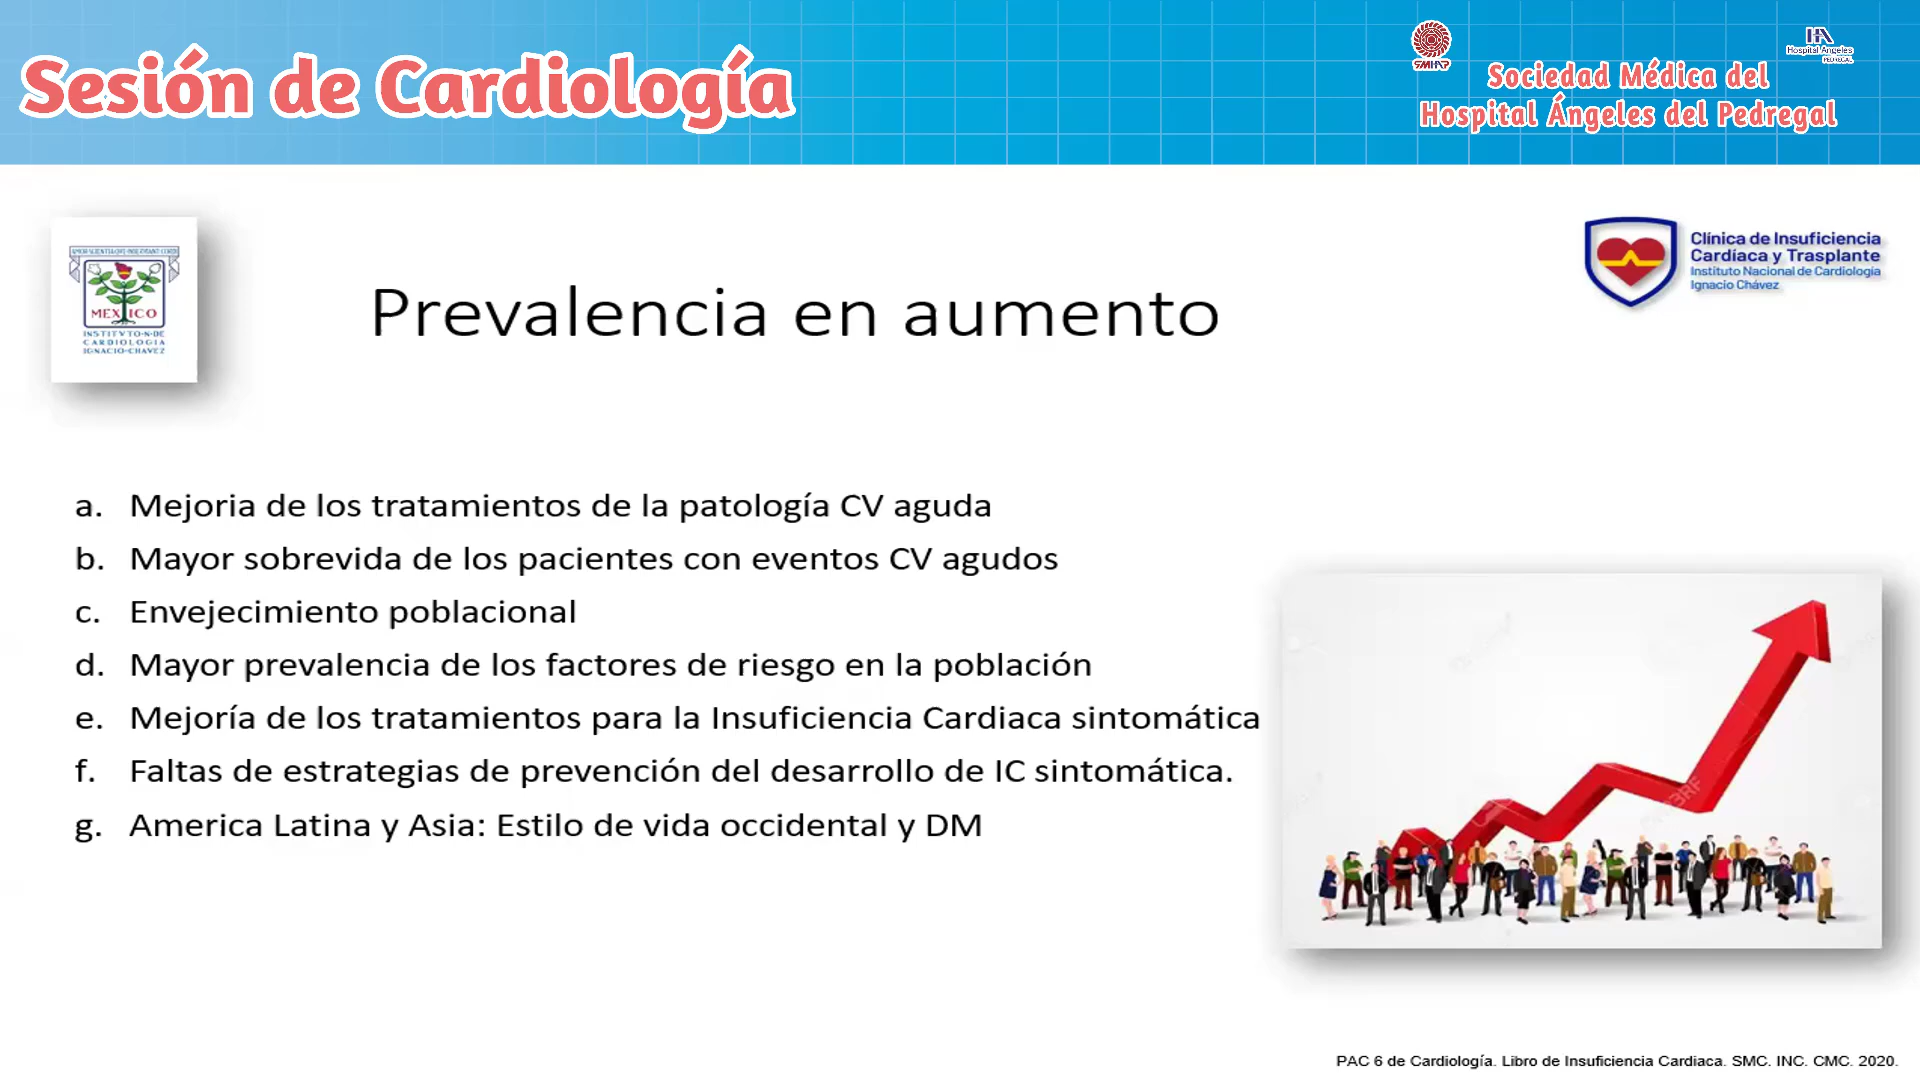 Sesión de Cardiología
SMHAP
Hospital Angeles
PEDREGAL
Sociedad Médica del
Hospital Ángeles del Pedregal
MEXICO
INSTITVTO·N·DE
CARDIOLOGIA
IGNACIO·CHAVEZ
Clínica de Insuficiencia
Cardíaca y Trasplante
Instituto Nacional de Cardiología
Ignacio Chávez
Prevalencia en aumento
a. Mejoria de los tratamientos de la patología CV aguda
b. Mayor sobrevida de los pacientes con eventos CV agudos
c. Envejecimiento poblacional
d. Mayor prevalencia de los factores de riesgo en la población
e. Mejoría de los tratamientos para la Insuficiencia Cardiaca sintomática
f. Faltas de estrategias de prevención del desarrollo de IC sintomática.
g. America Latina y Asia: Estilo de vida occidental y DM
PAC 6 de Cardiología. Libro de Insuficiencia Cardiaca. SMC. INC. CMC. 2020.